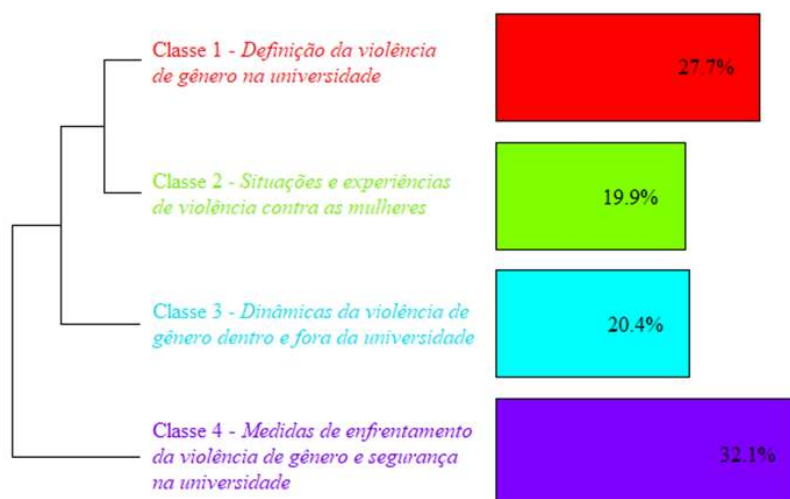 Classe 1 - Definição da violência
de gênero na universidade
27.7%
Classe 2 - Situações e experiências
de violência contra as mulheres
19.9%
Classe 3 - Dinâmicas da violência de
gênero dentro e fora da universidade
20.4%
Classe 4 - Medidas de enfrentamento
da violência de gênero e segurança
na universidade
32.1%